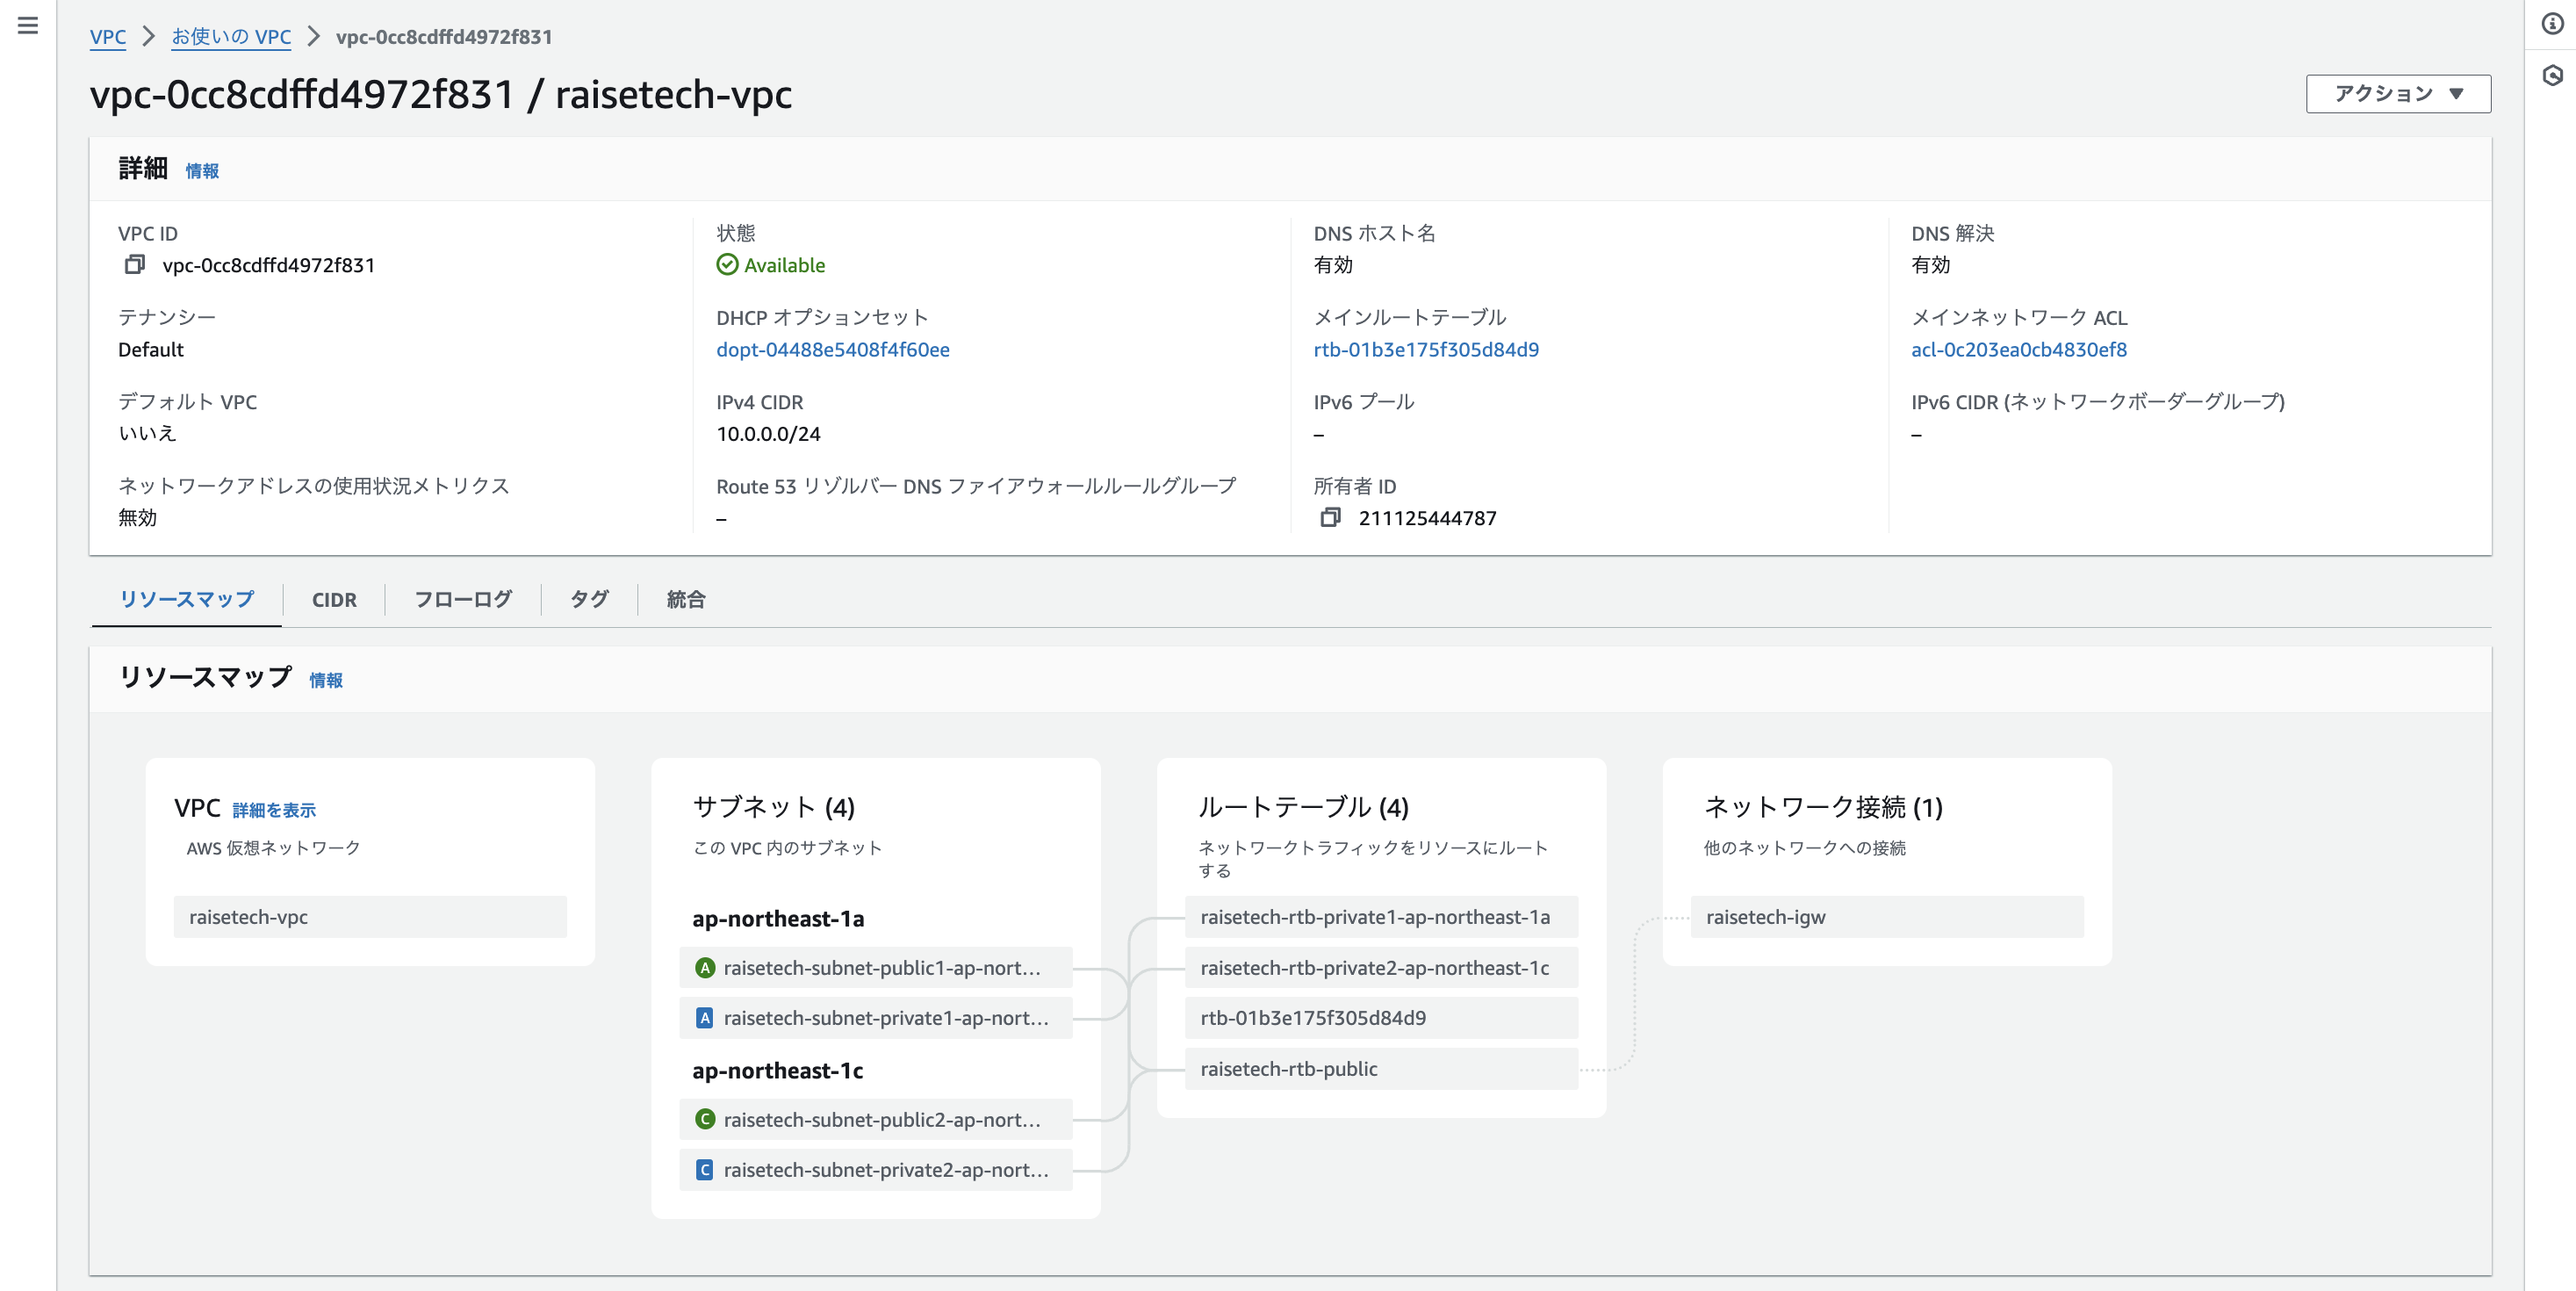 VPC > お使いの VPC > vpc-0cc8cdffd4972f831
vpc-0cc8cdffd4972f831 / raisetech-vpc
アクション ▼
詳細 情報
VPC ID
vpc-0cc8cdffd4972f831
状態
Available
DNS ホスト名
有効
DNS 解決
有効
テナンシー
Default
DHCP オプションセット
dopt-04488e5408f4f60ee
メインルートテーブル
rtb-01b3e175f305d84d9
メインネットワーク ACL
acl-0c203ea0cb4830ef8
デフォルト VPC
いいえ
IPv4 CIDR
10.0.0.0/24
IPv6 プール
–
IPv6 CIDR (ネットワークボーダーグループ)
–
ネットワークアドレスの使用状況メトリクス
無効
Route 53 リゾルバー DNS ファイアウォールルールグループ
–
所有者 ID
211125444787
リソースマップ
CIDR
フローログ
タグ
統合
リソースマップ 情報
VPC 詳細を表示
AWS 仮想ネットワーク
raisetech-vpc
サブネット (4)
この VPC 内のサブネット
ap-northeast-1a
A raisetech-subnet-public1-ap-nort...
A raisetech-subnet-private1-ap-nort...
ap-northeast-1c
C raisetech-subnet-public2-ap-nort...
C raisetech-subnet-private2-ap-nort...
ルートテーブル (4)
ネットワークトラフィックをリソースにルート
する
raisetech-rtb-private1-ap-northeast-1a
raisetech-rtb-private2-ap-northeast-1c
rtb-01b3e175f305d84d9
raisetech-rtb-public
ネットワーク接続 (1)
他のネットワークへの接続
raisetech-igw